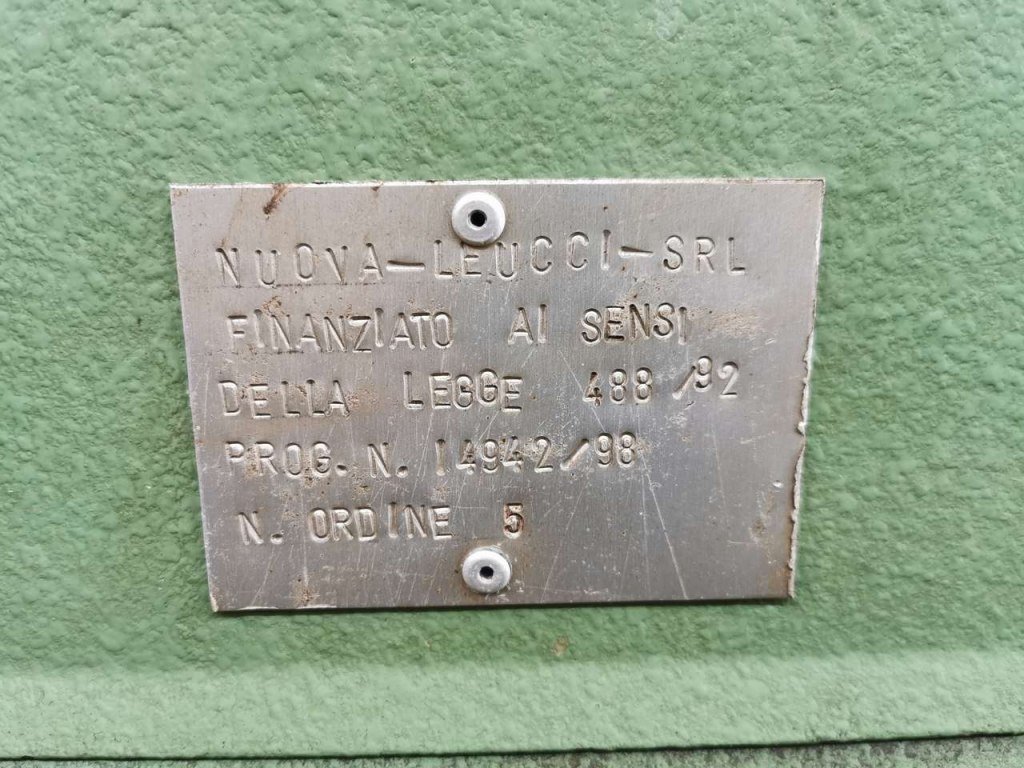 NUOVA-LEUCCI-SRL
FINANZIATO AI SENSI
DELLA LEGGE 488/92
PROG. N. 14942/98
N. ORDINE 5